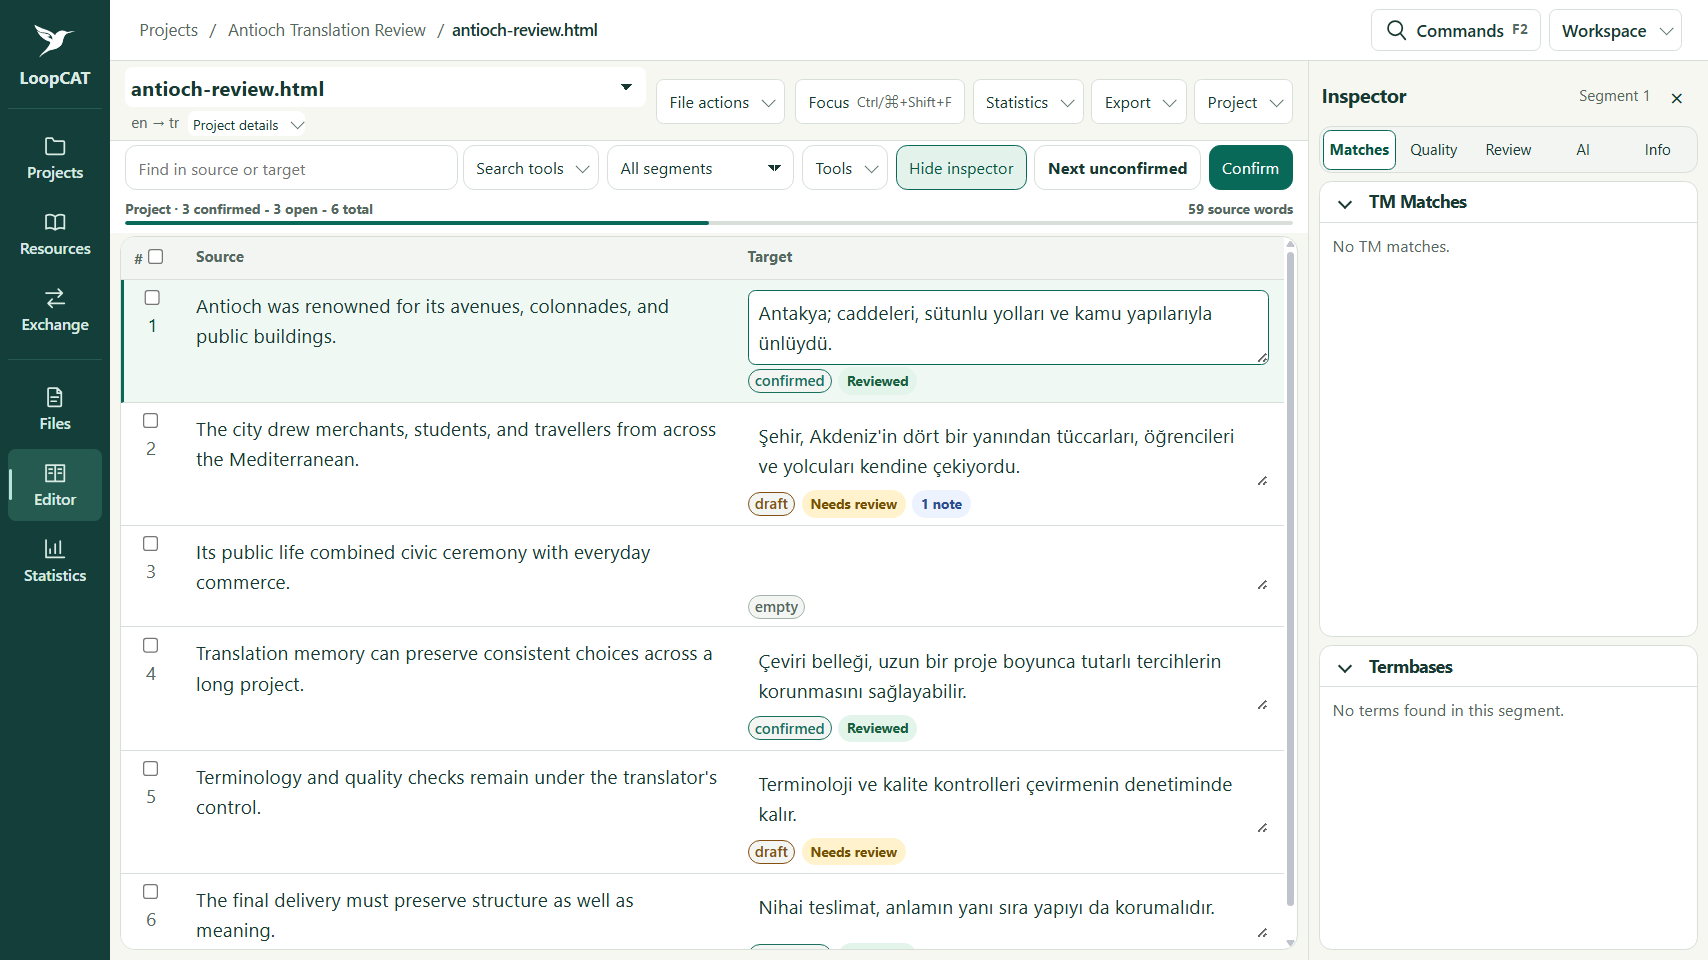 LoopCAT
Projects
Resources
Exchange
Files
Editor
Statistics
Projects / Antioch Translation Review / antioch-review.html
Commands F2
Workspace
antioch-review.html
en → tr Project details
File actions
Focus Ctrl/⌘+Shift+F
Statistics
Export
Project
Find in source or target
Search tools
All segments
Tools
Hide inspector
Next unconfirmed
Confirm
Project · 3 confirmed - 3 open - 6 total
59 source words
# Source Target
1
Antioch was renowned for its avenues, colonnades, and
public buildings.
Antakya; caddeleri, sütunlu yolları ve kamu yapılarıyla
ünlüydü.
confirmed Reviewed
2
The city drew merchants, students, and travellers from across
the Mediterranean.
Şehir, Akdeniz'in dört bir yanından tüccarları, öğrencileri
ve yolcuları kendine çekiyordu.
draft Needs review 1 note
3
Its public life combined civic ceremony with everyday
commerce.
empty
4
Translation memory can preserve consistent choices across a
long project.
Çeviri belleği, uzun bir proje boyunca tutarlı tercihlerin
korunmasını sağlayabilir.
confirmed Reviewed
5
Terminology and quality checks remain under the translator's
control.
Terminoloji ve kalite kontrolleri çevirmenin denetiminde
kalır.
draft Needs review
6
The final delivery must preserve structure as well as
meaning.
Nihai teslimat, anlamın yanı sıra yapıyı da korumalıdır.
Inspector
Segment 1
Matches Quality Review AI Info
TM Matches
No TM matches.
Termbases
No terms found in this segment.